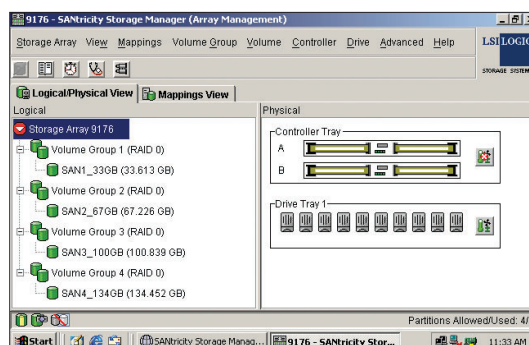 9176 - SANtricity Storage Manager (Array Management)
Storage Array View Mappings Volume Group Volume Controller Drive Advanced Help
LSI LOGIC
STORAGE SYSTEMS
Logical/Physical View Mappings View
Logical Physical
Storage Array 9176
Volume Group 1 (RAID 0)
SAN1_33GB (33.613 GB)
Volume Group 2 (RAID 0)
SAN2_67GB (67.226 GB)
Volume Group 3 (RAID 0)
SAN3_100GB (100.839 GB)
Volume Group 4 (RAID 0)
SAN4_134GB (134.452 GB)
Controller Tray
A
B
Drive Tray 1
Partitions Allowed/Used: 4/
Start SANtricity Storage Manag... 9176 - SANtricity Stor... 11:33 AM